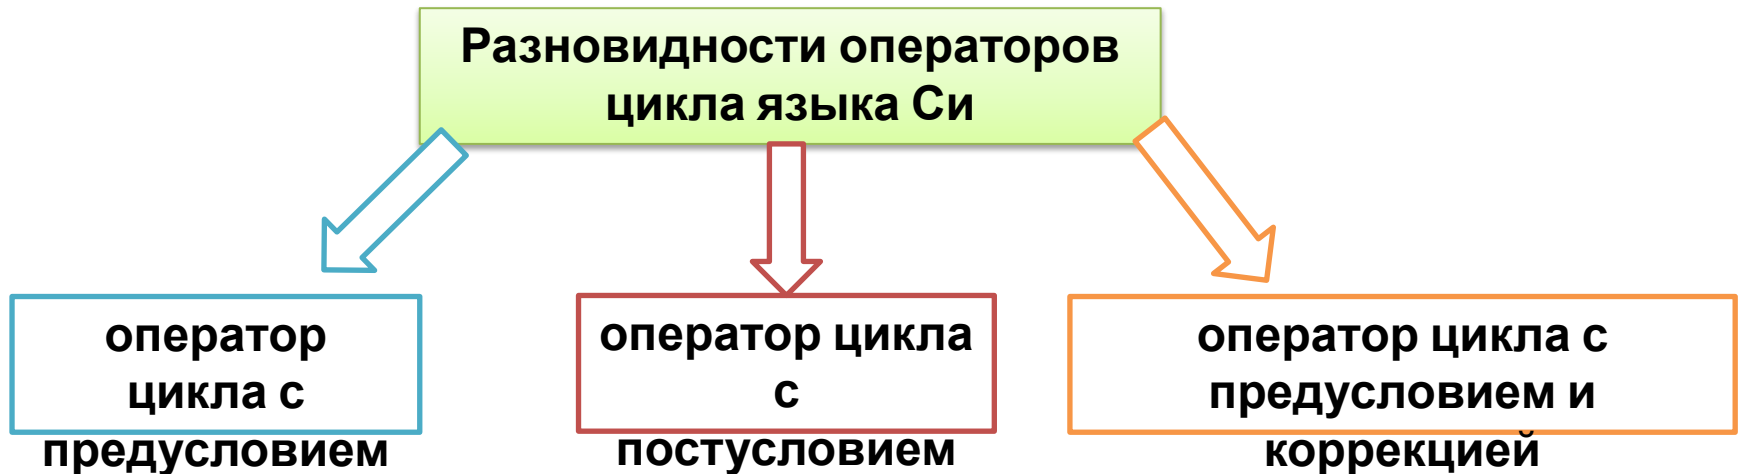 Разновидности операторов
цикла языка Си
оператор
цикла с
предусловием
оператор цикла
с
постусловием
оператор цикла с
предусловием и
коррекцией